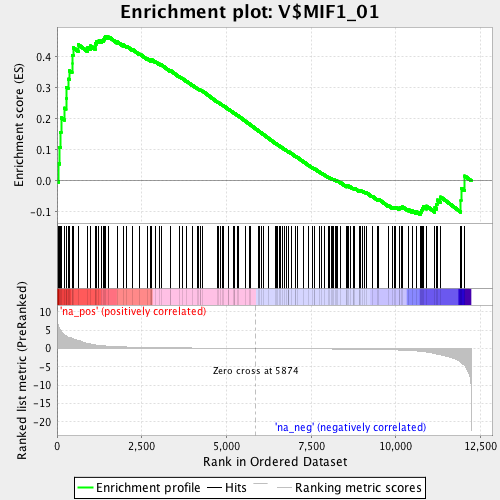 Enrichment plot: V$MIF1_01
Enrichment score (ES)
0.4
0.3
0.2
0.1
0.0
-0.1
'na_pos' (positively correlated)
Ranked list metric (PreRanked)
10
5
0
-5
-10
-15
-20
Zero cross at 5874
'na_neg' (negatively correlated)
0
2,500
5,000
7,500
10,000
12,500
Rank in Ordered Dataset
Enrichment profile
Hits
Ranking metric scores